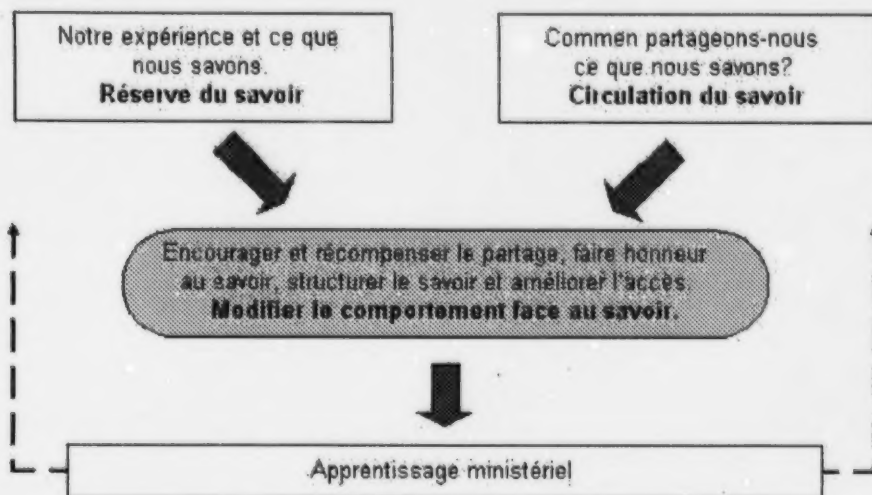 Notre expérience et ce que
nous savons.
Réserve du savoir
Commen partageons-nous
ce que nous savons?
Circulation du savoir
Encourager et récompenser le partage, faire honneur
au savoir, structurer le savoir et améliorer l'accès.
Modifier le comportement face au savoir.
Apprentissage ministériel